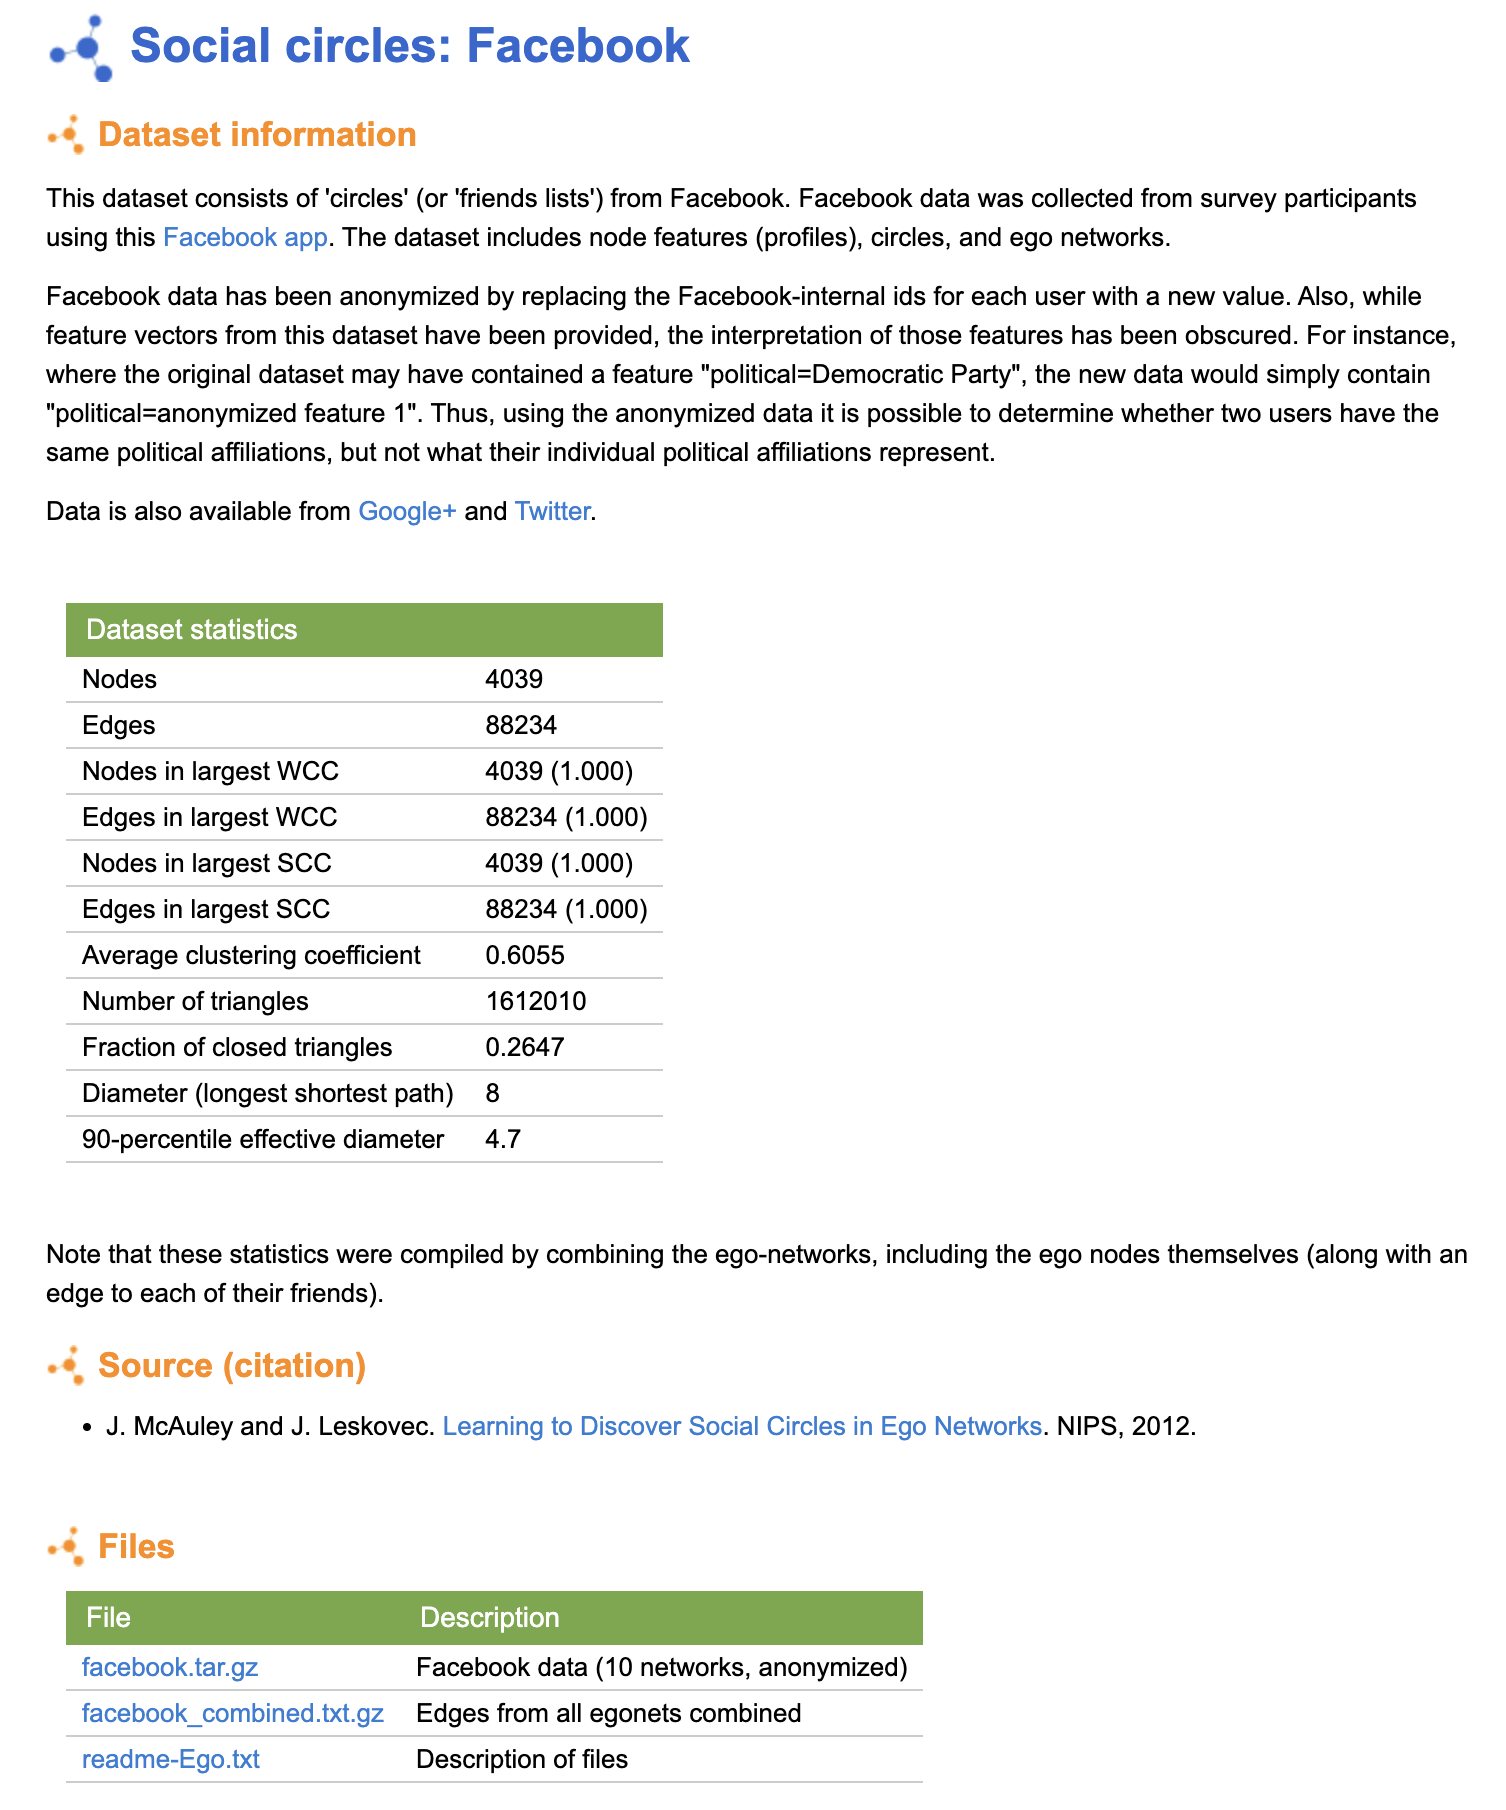 Social circles: Facebook
Dataset information
This dataset consists of 'circles' (or 'friends lists') from Facebook. Facebook data was collected from survey participants
using this Facebook app. The dataset includes node features (profiles), circles, and ego networks.
Facebook data has been anonymized by replacing the Facebook-internal ids for each user with a new value. Also, while
feature vectors from this dataset have been provided, the interpretation of those features has been obscured. For instance,
where the original dataset may have contained a feature "political=Democratic Party", the new data would simply contain
"political=anonymized feature 1". Thus, using the anonymized data it is possible to determine whether two users have the
same political affiliations, but not what their individual political affiliations represent.
Data is also available from Google+ and Twitter.
Dataset statistics
Nodes 4039
Edges 88234
Nodes in largest WCC 4039 (1.000)
Edges in largest WCC 88234 (1.000)
Nodes in largest SCC 4039 (1.000)
Edges in largest SCC 88234 (1.000)
Average clustering coefficient 0.6055
Number of triangles 1612010
Fraction of closed triangles 0.2647
Diameter (longest shortest path) 8
90-percentile effective diameter 4.7
Note that these statistics were compiled by combining the ego-networks, including the ego nodes themselves (along with an
edge to each of their friends).
Source (citation)
• J. McAuley and J. Leskovec. Learning to Discover Social Circles in Ego Networks. NIPS, 2012.
Files
File Description
facebook.tar.gz Facebook data (10 networks, anonymized)
facebook_combined.txt.gz Edges from all egonets combined
readme-Ego.txt Description of files